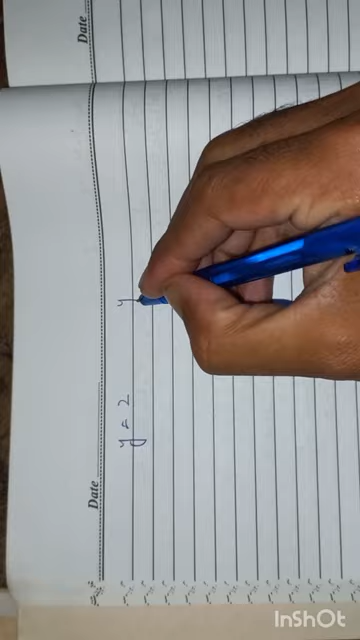 Date
Date
y = 2 y
InShOt